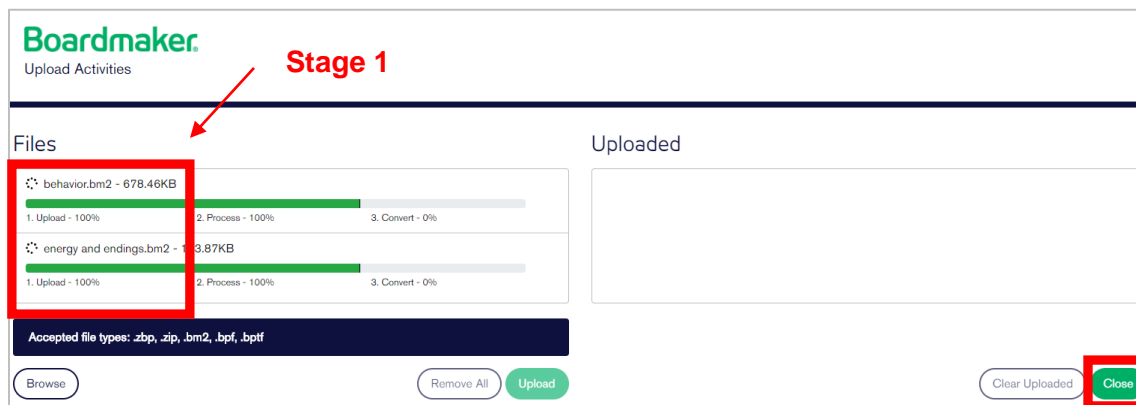 Boardmaker®
Upload Activities
Stage 1
Files
Uploaded
behavior.bm2 - 678.46KB
1. Upload - 100% 2. Process - 100% 3. Convert - 0%
energy and endings.bm2 - 3.87KB
1. Upload - 100% 2. Process - 100% 3. Convert - 0%
Accepted file types: .zbp, .zip, .bm2, .bpf, .bptf
Browse Remove All Upload Clear Uploaded Close